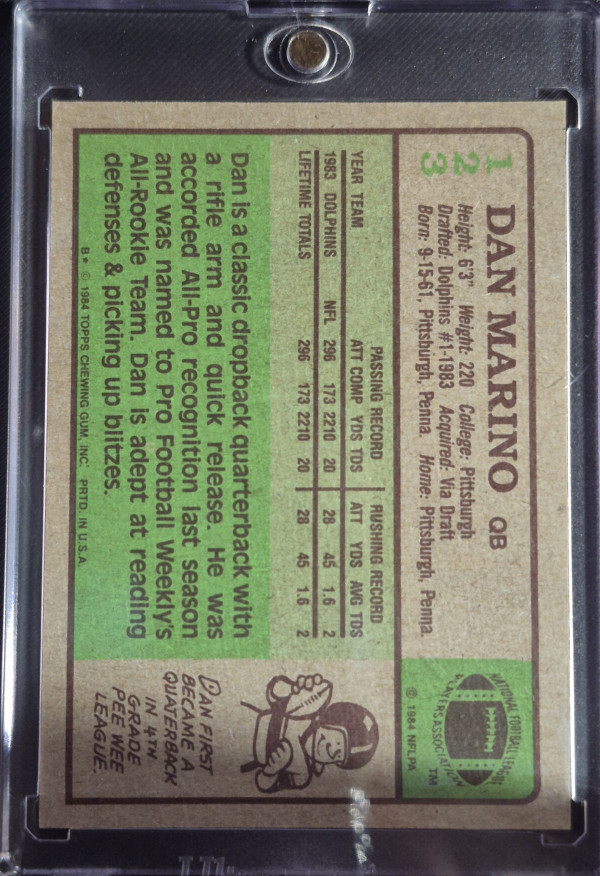 123
DAN MARINO QB
Height: 6'3" Weight: 220 College: Pittsburgh
Drafted: Dolphins #1-1983 Acquired: Via Draft
Born: 9-15-61, Pittsburgh, Penna. Home: Pittsburgh, Penna.
NATIONAL FOOTBALL LEAGUE
PLAYERS ASSOCIATION
TM
© 1984 NFLPA
PASSING RECORD RUSHING RECORD
YEAR TEAM ATT COMP YDS TDS ATT YDS AVG TDS
1983 DOLPHINS NFL 296 173 2210 20 28 45 1.6 2
LIFETIME TOTALS 296 173 2210 20 28 45 1.6 2
Dan is a classic dropback quarterback with
a rifle arm and quick release. He was
accorded All-Pro recognition last season
and was named to Pro Football Weekly's
All-Rookie Team. Dan is adept at reading
defenses & picking up blitzes.
B* © 1984 TOPPS CHEWING GUM, INC. PRTD. IN U.S.A.
DAN FIRST
BECAME A
QUATERBACK
IN 4TH
GRADE
PEE WEE
LEAGUE.